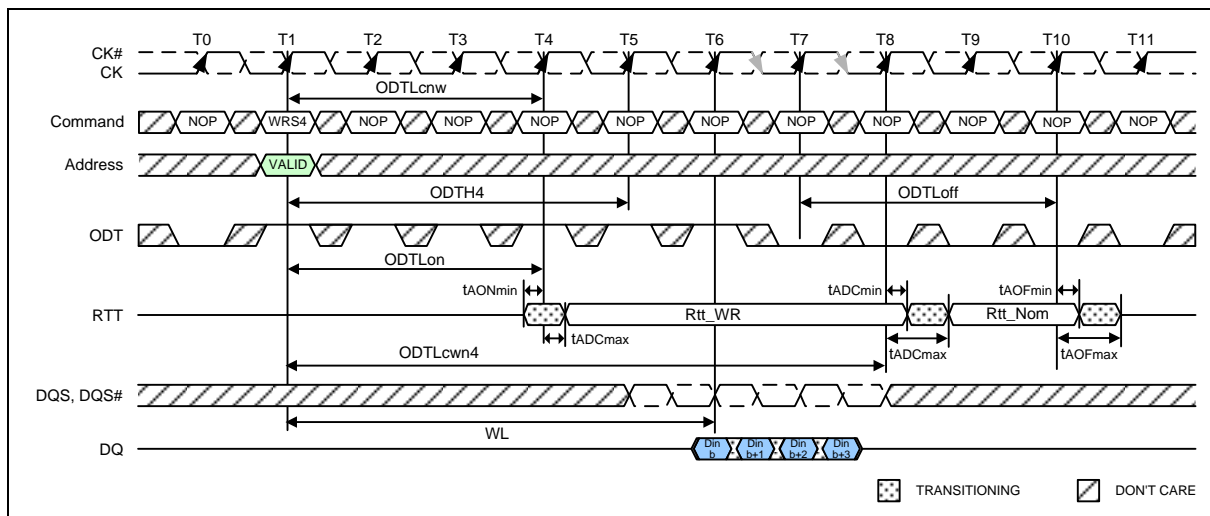 T0 T1 T2 T3 T4 T5 T6 T7 T8 T9 T10 T11
CK#
CK
ODTLcnw
Command NOP WRS4 NOP NOP NOP NOP NOP NOP NOP NOP NOP NOP
Address VALID
ODTH4 ODTLoff
ODT
ODTLon
tAONmin tADCmin tAOFmin
RTT Rtt_WR Rtt_Nom
tADCmax tADCmax tAOFmax
ODTLcwn4
DQS, DQS#
WL
DQ Din b Din b+1 Din b+2 Din b+3
TRANSITIONING DON'T CARE